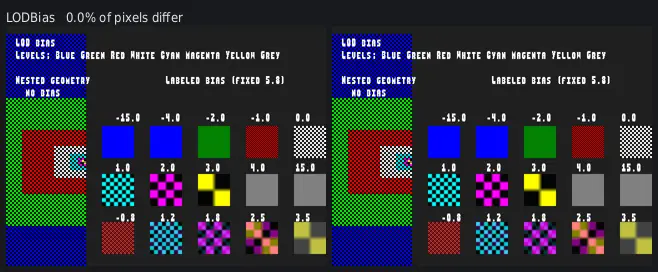 LODBias 0.0% of pixels differ
LOD BIAS
LEVELS: BLUE GREEN RED WHITE CYAN MAGENTA YELLOW GREY
NESTED GEOMETRY LABELED BIAS (FIXED 5.8)
NO BIAS
-15.0 -4.0 -2.0 -1.0 0.0
1.0 2.0 3.0 4.0 15.0
-0.8 1.2 1.8 2.5 3.5
LOD BIAS
LEVELS: BLUE GREEN RED WHITE CYAN MAGENTA YELLOW GREY
NESTED GEOMETRY LABELED BIAS (FIXED 5.8)
NO BIAS
-15.0 -4.0 -2.0 -1.0 0.0
1.0 2.0 3.0 4.0 15.0
-0.8 1.2 1.8 2.5 3.5